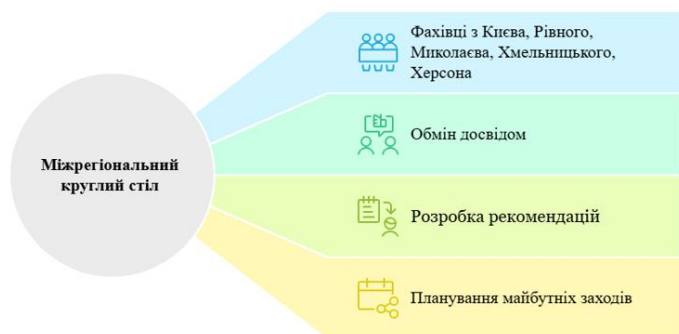 Міжрегіональний
круглий стіл
Фахівці з Києва, Рівного,
Миколаєва, Хмельницького,
Херсона
Обмін досвідом
Розробка рекомендацій
Планування майбутніх заходів